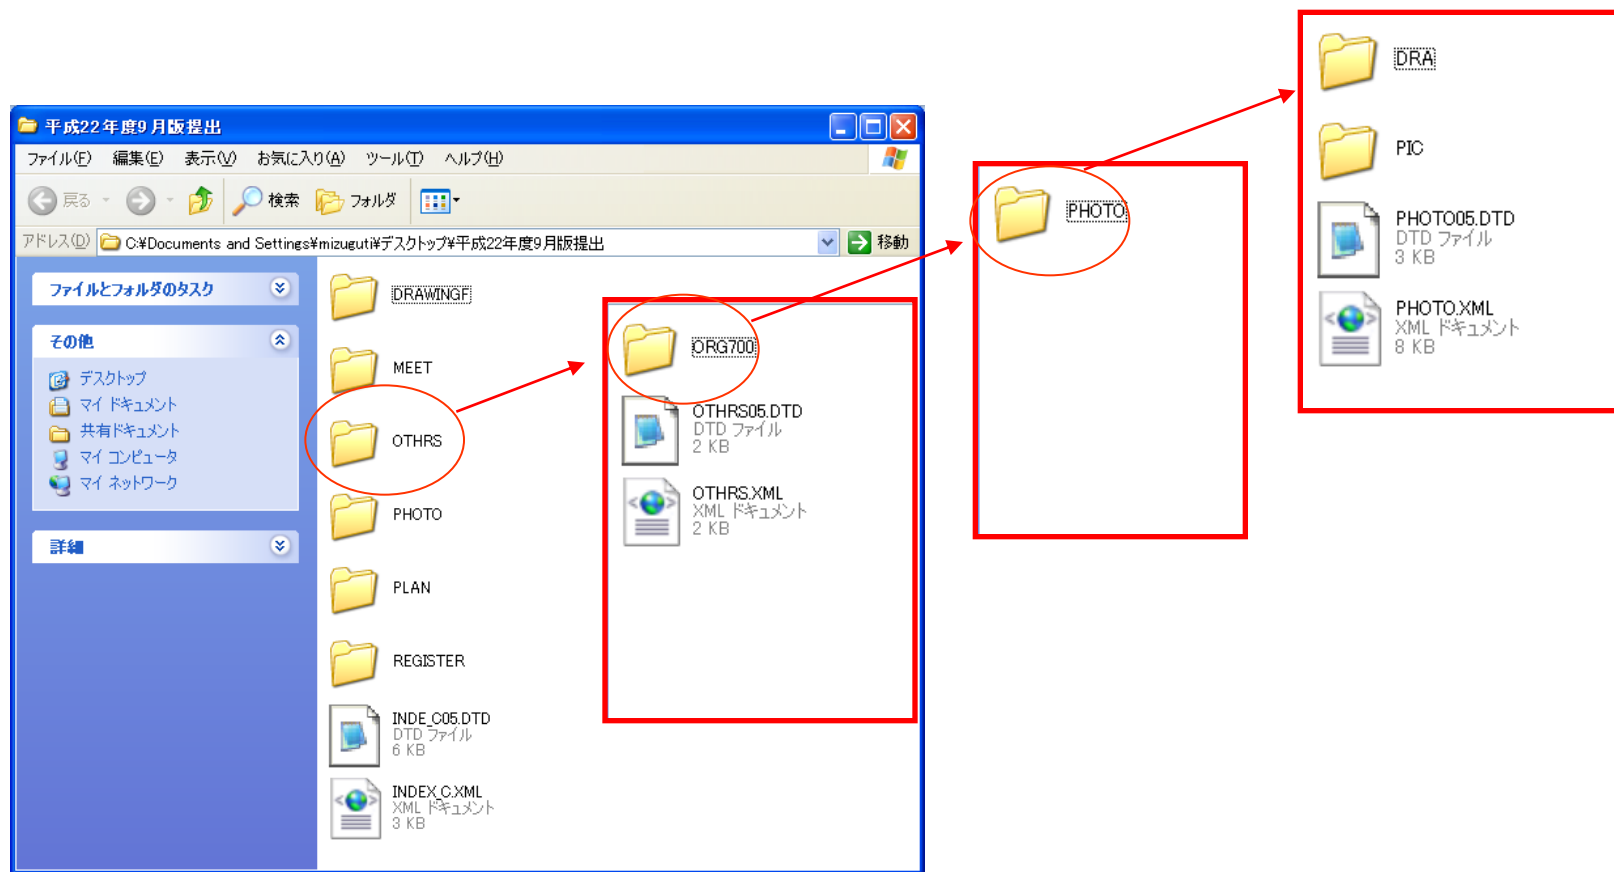 平成22年度9月版提出
ファイル(F) 編集(E) 表示(V) お気に入り(A) ツール(T) ヘルプ(H)
戻る 検索 フォルダ
アドレス(D) C:¥Documents and Settings¥mizuguti¥デスクトップ¥平成22年度9月版提出 移動
ファイルとフォルダのタスク
その他
デスクトップ
マイ ドキュメント
共有ドキュメント
マイ コンピュータ
マイ ネットワーク
詳細
DRAWINGF
MEET
OTHRS
PHOTO
PLAN
REGISTER
INDE_C05.DTD
DTD ファイル
6 KB
INDEX_C.XML
XML ドキュメント
3 KB
ORG700
OTHRS05.DTD
DTD ファイル
2 KB
OTHRS.XML
XML ドキュメント
2 KB
PHOTO
DRA
PIC
PHOTO05.DTD
DTD ファイル
3 KB
PHOTO.XML
XML ドキュメント
8 KB